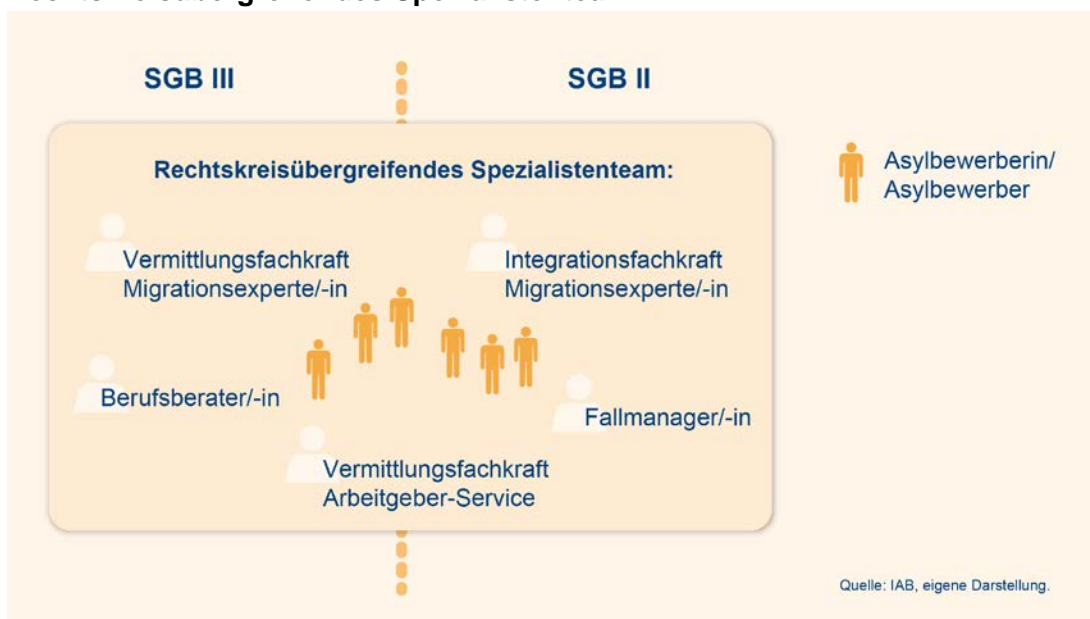 SGB III
SGB II
Rechtskreisübergreifendes Spezialistenteam:
Vermittlungsfachkraft
Migrationsexperte/-in
Integrationsfachkraft
Migrationsexperte/-in
Berufsberater/-in
Fallmanager/-in
Vermittlungsfachkraft
Arbeitgeber-Service
Asylbewerberin/
Asylbewerber
Quelle: IAB, eigene Darstellung.